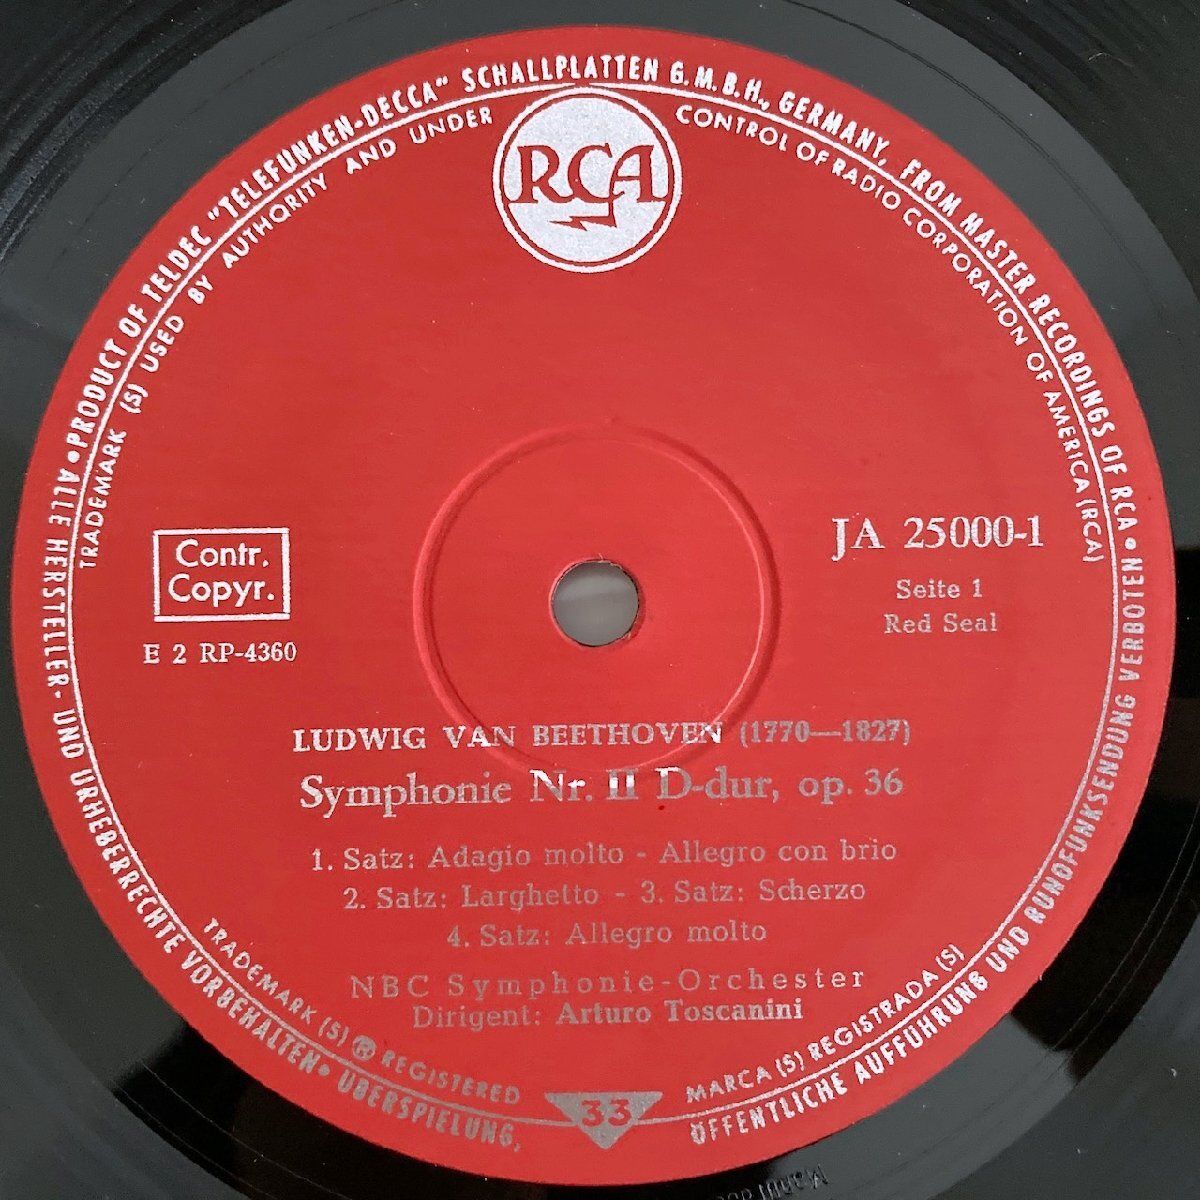 • PRODUCT OF TELDEC "TELEFUNKEN-DECCA" SCHALLPLATTEN G.M.B.H., GERMANY, FROM MASTER RECORDINGS OF RCA •
TRADEMARK (S) USED BY AUTHORITY AND UNDER CONTROL OF RADIO CORPORATION OF AMERICA (RCA)
RCA
Contr.
Copyr.
E 2 RP-4360
JA 25000-1
Seite 1
Red Seal
LUDWIG VAN BEETHOVEN (1770—1827)
Symphonie Nr. II D-dur, op. 36
1. Satz: Adagio molto - Allegro con brio
2. Satz: Larghetto - 3. Satz: Scherzo
4. Satz: Allegro molto
NBC Symphonie-Orchester
Dirigent: Arturo Toscanini
TRADEMARK (S) ® REGISTERED
33
MARCA (S) REGISTRADA (S)
ALLE HERSTELLER- UND URHEBERRECHTE VORBEHALTEN • ÜBERSPIELUNG, ÖFFENTLICHE AUFFÜHRUNG UND RUNDFUNKSENDUNG VERBOTEN